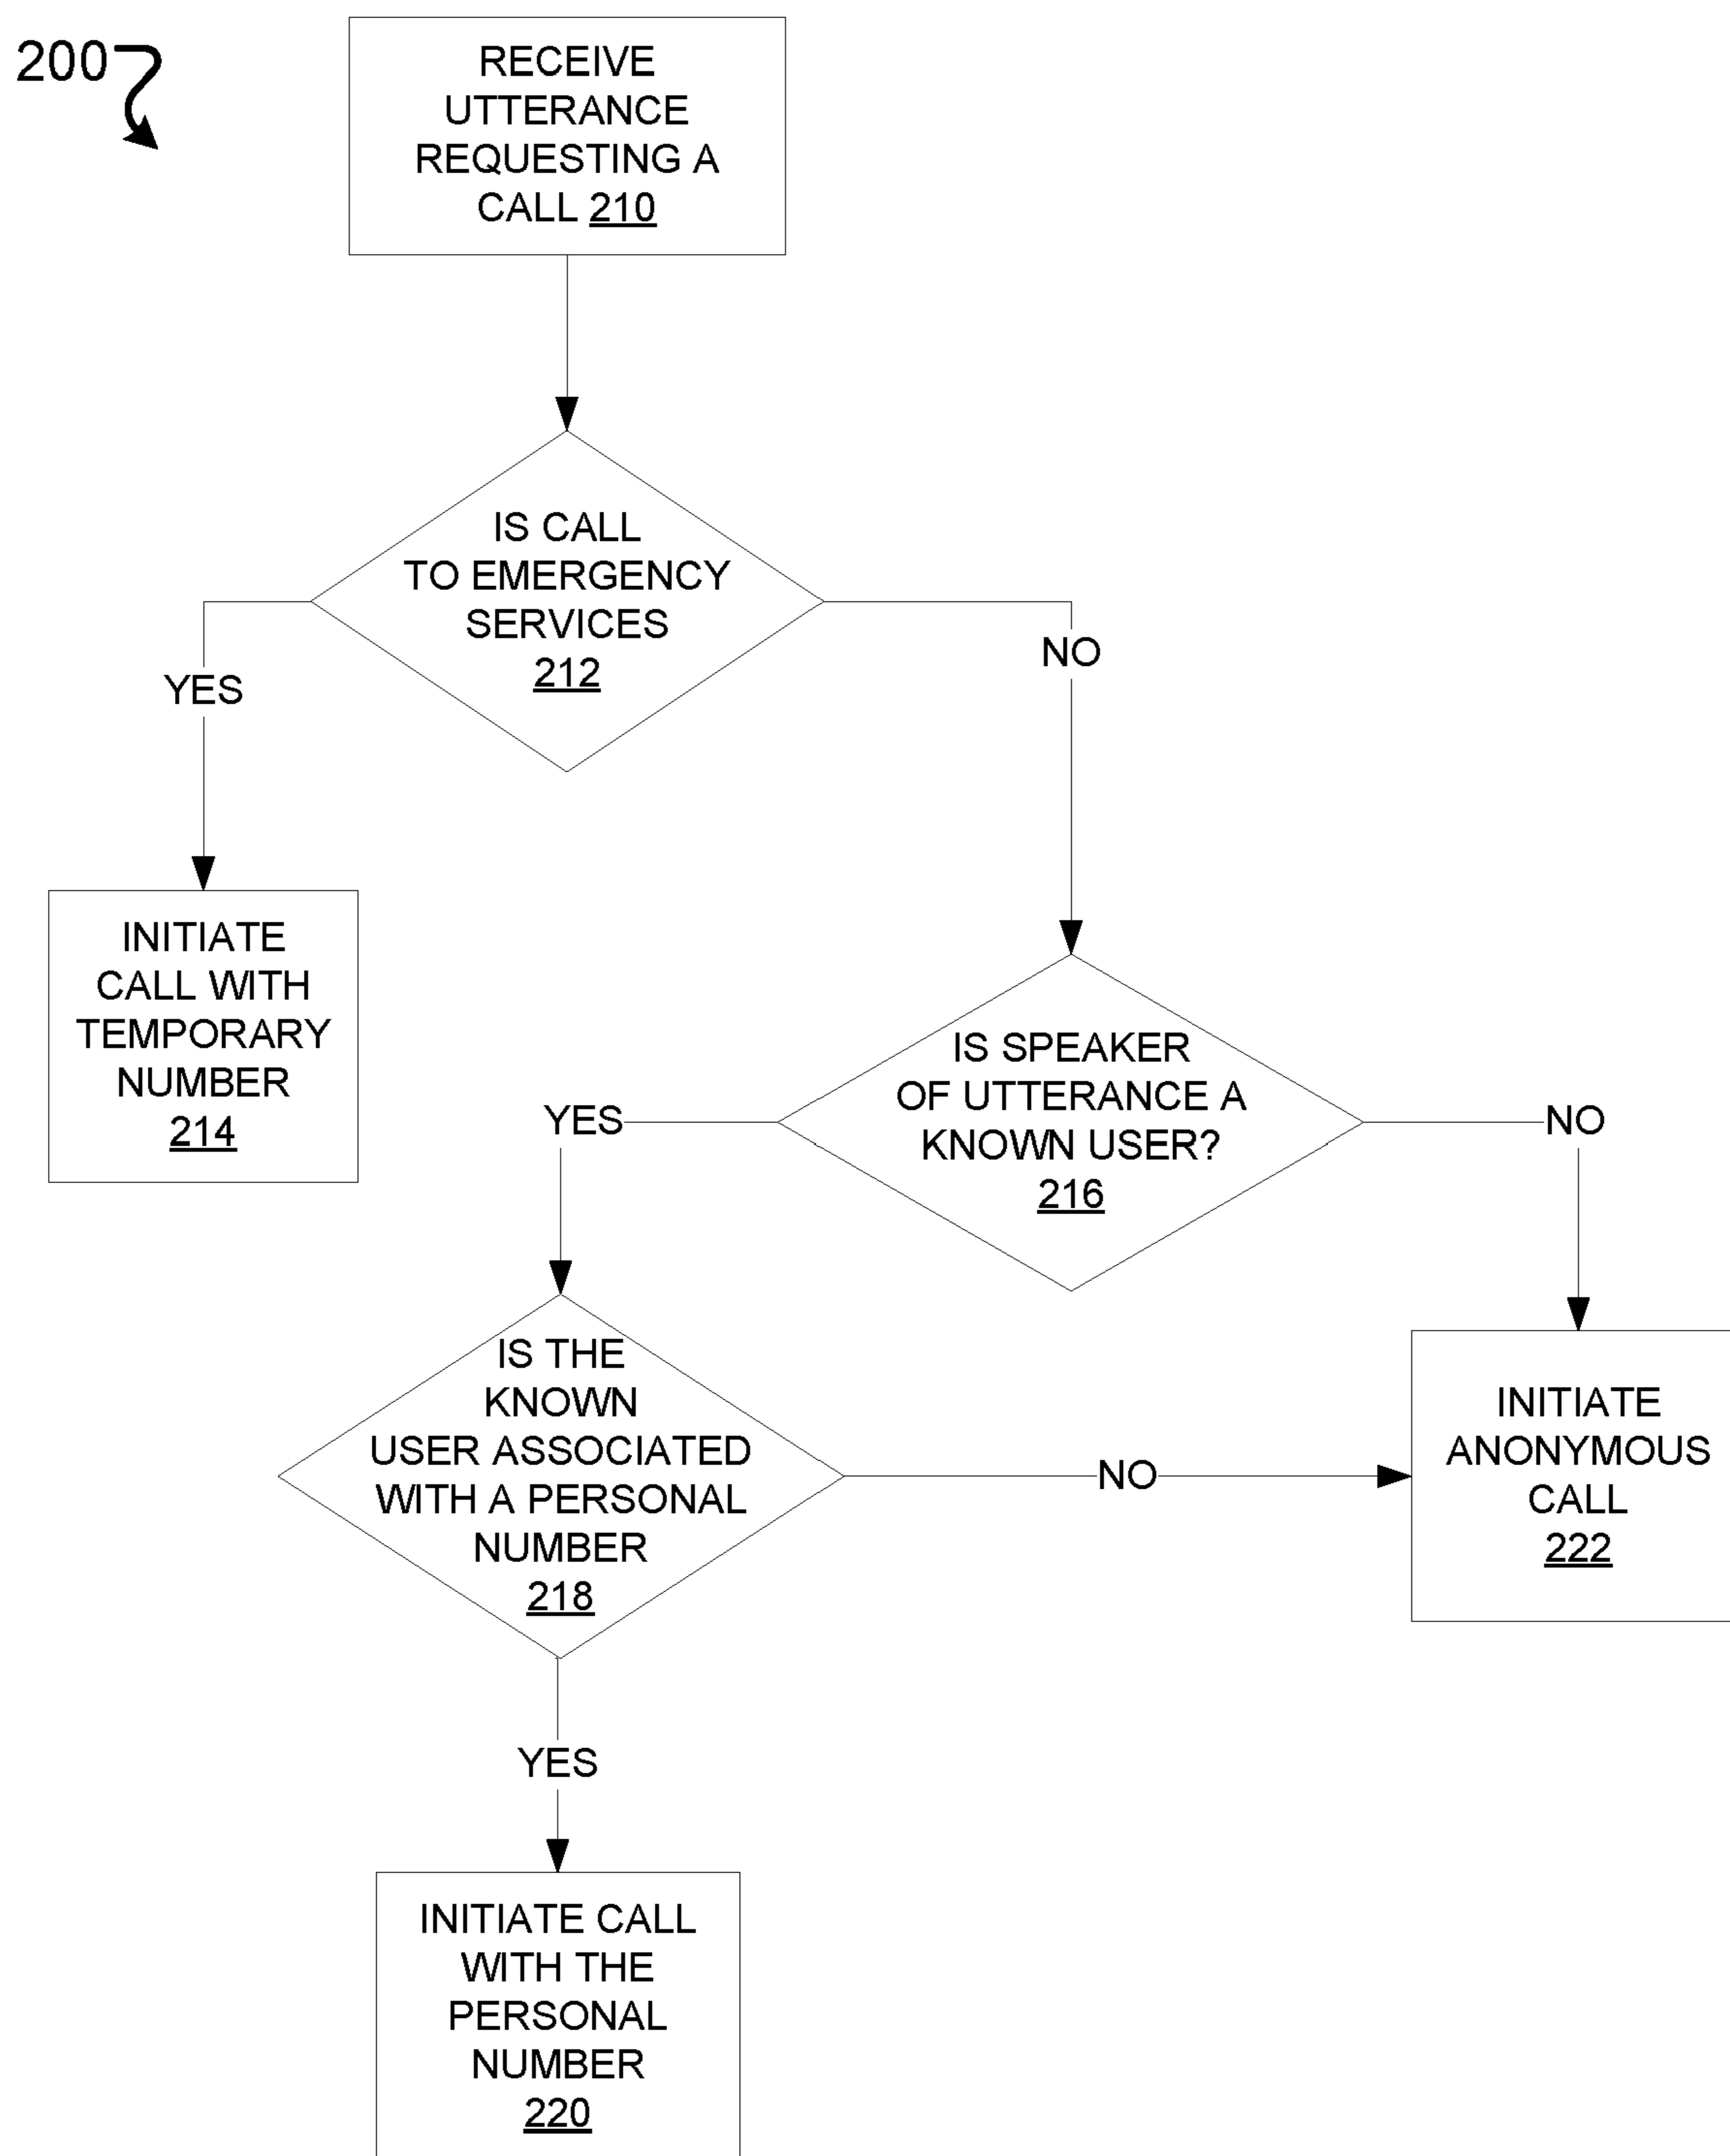 200
RECEIVE
UTTERANCE
REQUESTING A
CALL 210
IS CALL
TO EMERGENCY
SERVICES
212
YES
NO
INITIATE
CALL WITH
TEMPORARY
NUMBER
214
IS SPEAKER
OF UTTERANCE A
KNOWN USER?
216
YES
NO
IS THE
KNOWN
USER ASSOCIATED
WITH A PERSONAL
NUMBER
218
NO
INITIATE
ANONYMOUS
CALL
222
YES
INITIATE CALL
WITH THE
PERSONAL
NUMBER
220